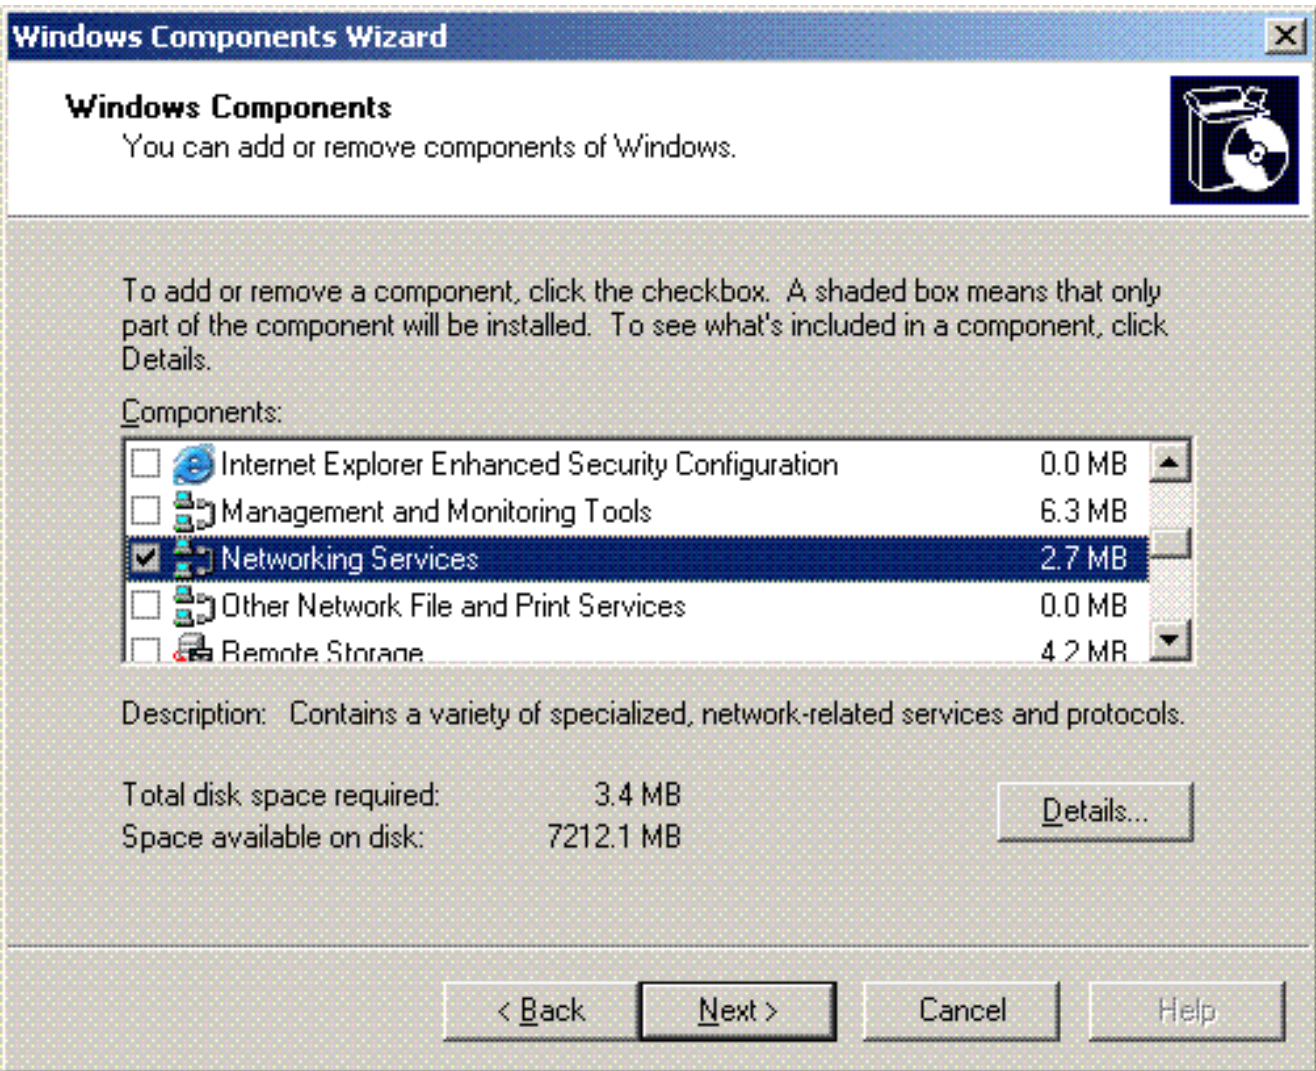 Windows Components Wizard
Windows Components
You can add or remove components of Windows.
To add or remove a component, click the checkbox. A shaded box means that only
part of the component will be installed. To see what's included in a component, click
Details.
Components:
Internet Explorer Enhanced Security Configuration 0.0 MB
Management and Monitoring Tools 6.3 MB
Networking Services 2.7 MB
Other Network File and Print Services 0.0 MB
Remote Storage 4.2 MB
Description: Contains a variety of specialized, network-related services and protocols.
Total disk space required: 3.4 MB
Space available on disk: 7212.1 MB
Details...
< Back Next > Cancel Help